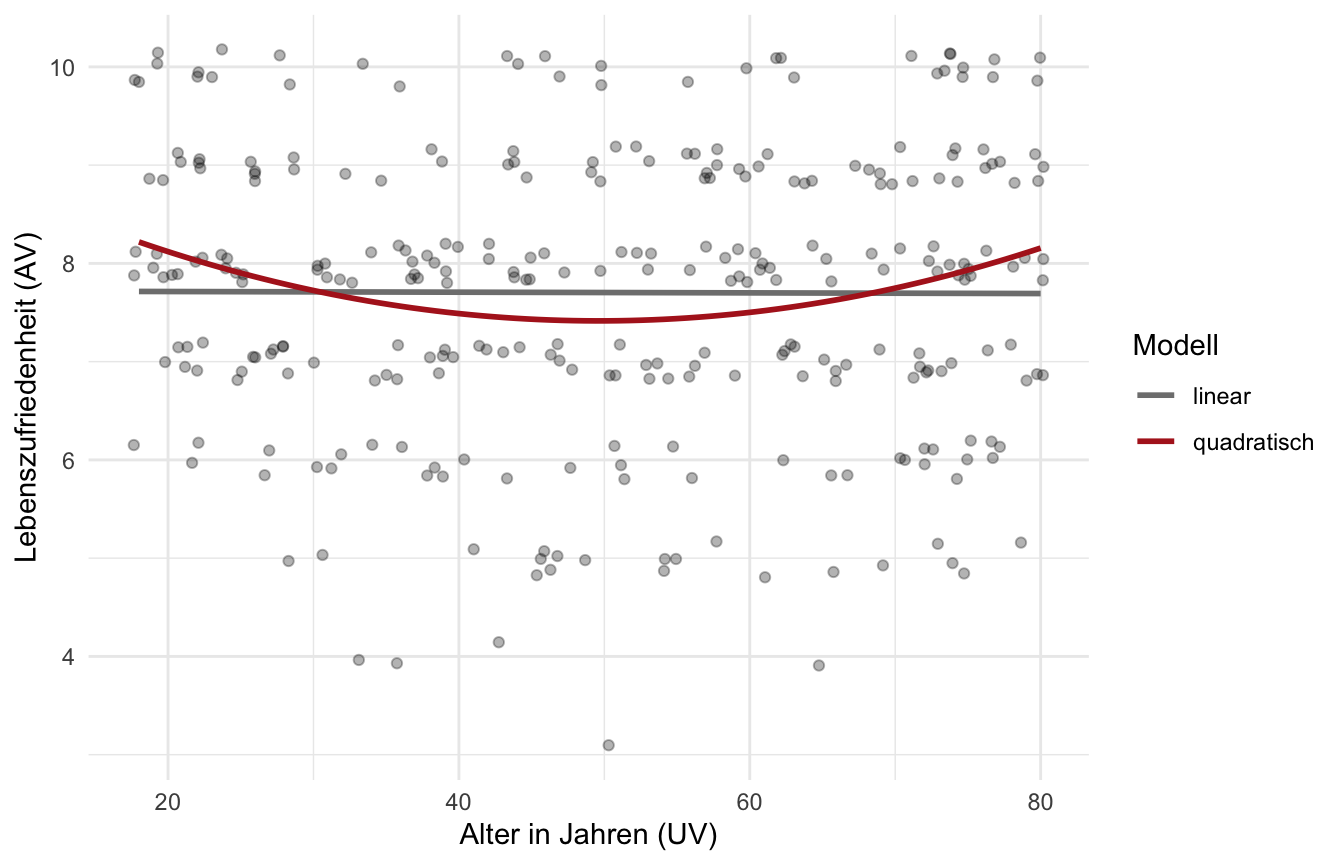 10
8
6
4
20
40
60
80
Alter in Jahren (UV)
Lebenszufriedenheit (AV)
Modell
linear
quadratisch